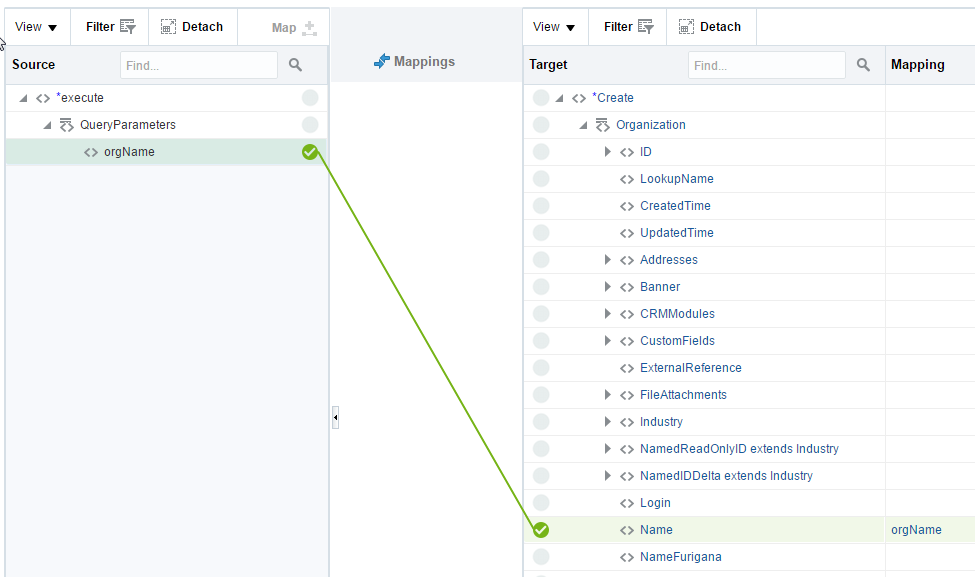 View Filter Detach Map
Source Find...
*execute
QueryParameters
orgName
Mappings
View Filter Detach
Target Find... Mapping
*Create
Organization
ID
LookupName
CreatedTime
UpdatedTime
Addresses
Banner
CRMModules
CustomFields
ExternalReference
FileAttachments
Industry
NamedReadOnlyID extends Industry
NamedIDDelta extends Industry
Login
Name orgName
NameFurigana